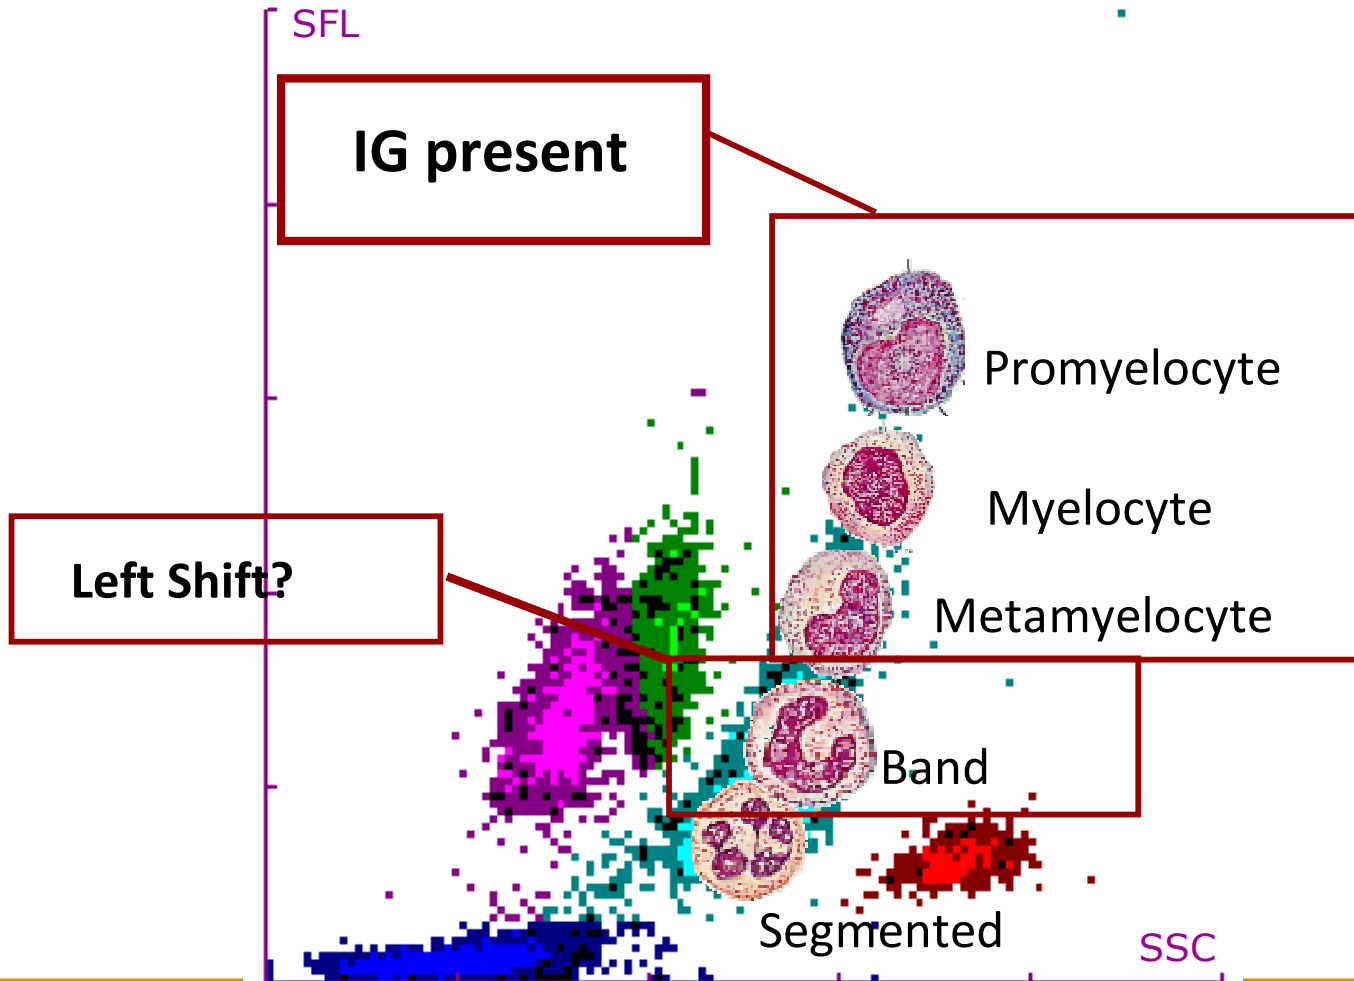 SFL
IG present
Promyelocyte
Myelocyte
Left Shift?
Metamyelocyte
Band
Segmented
SSC